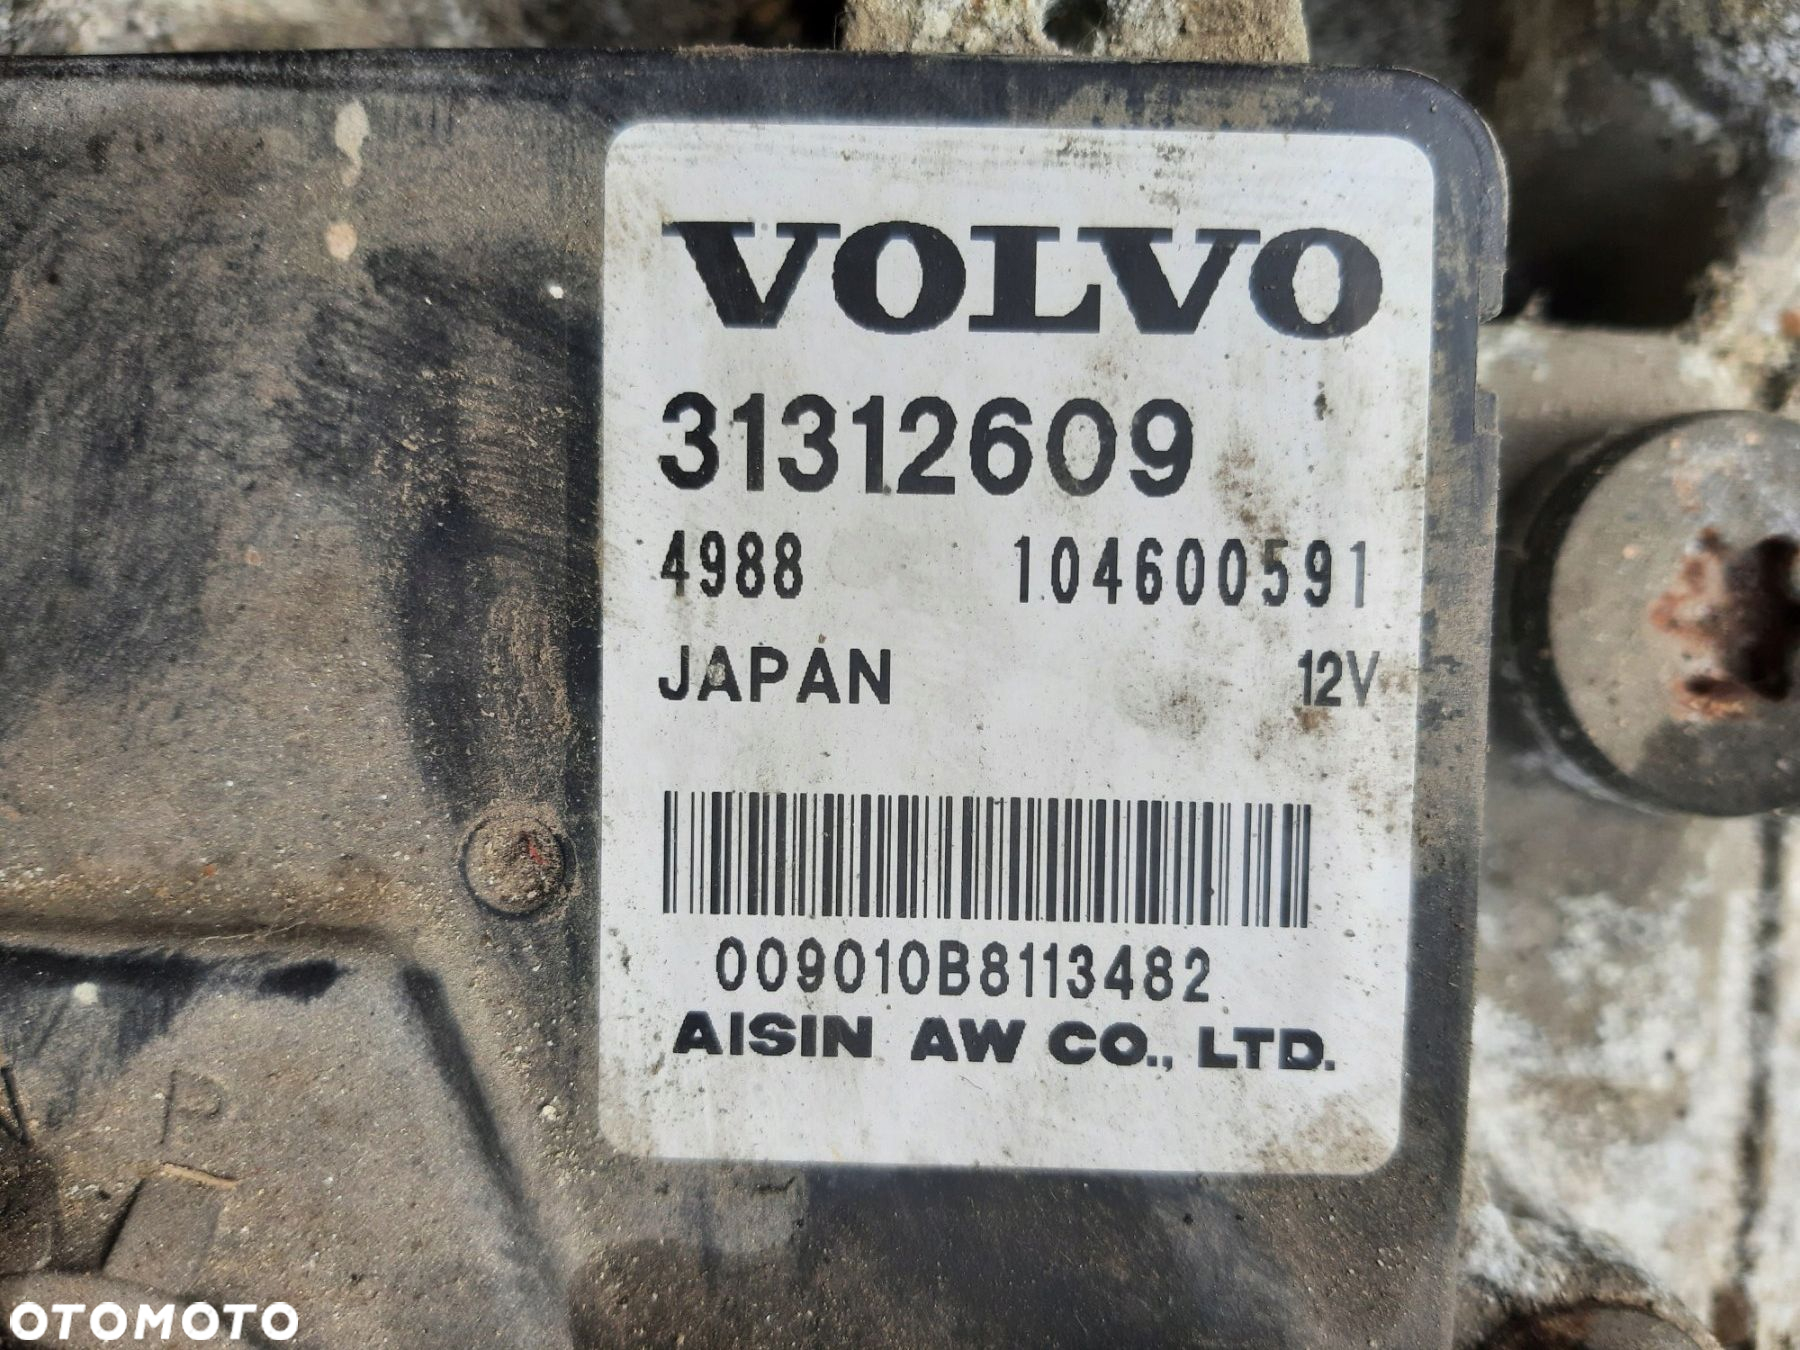 VOLVO
31312609
4988 104600591
JAPAN 12V
009010B8113482
AISIN AW CO., LTD.
P
OTOMOTO